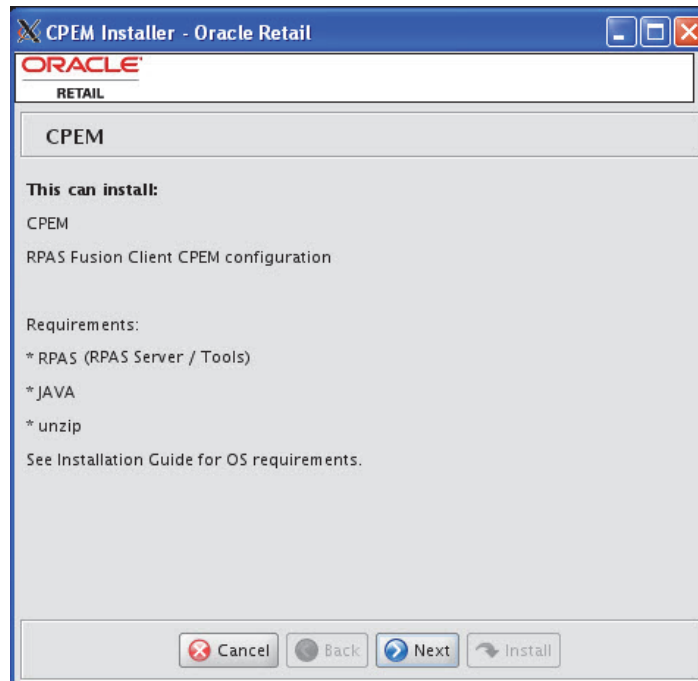 CPEM Installer - Oracle Retail
ORACLE
RETAIL
CPEM
This can install:
CPEM
RPAS Fusion Client CPEM configuration
Requirements:
* RPAS (RPAS Server / Tools)
* JAVA
* unzip
See Installation Guide for OS requirements.
Cancel Back Next Install